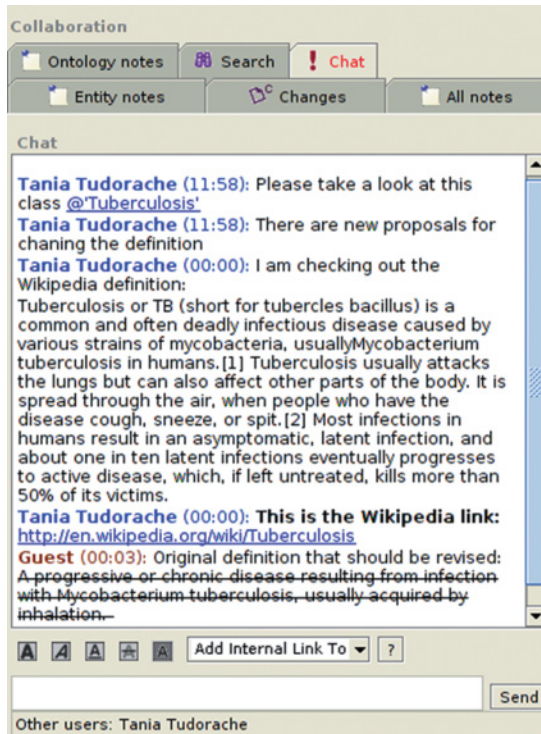 Collaboration
Ontology notes Search Chat
Entity notes Changes All notes
Chat
Tania Tudorache (11:58): Please take a look at this
class @'Tuberculosis'
Tania Tudorache (11:58): There are new proposals for
chaning the definition
Tania Tudorache (00:00): I am checking out the
Wikipedia definition:
Tuberculosis or TB (short for tubercles bacillus) is a
common and often deadly infectious disease caused by
various strains of mycobacteria, usuallyMycobacterium
tuberculosis in humans.[1] Tuberculosis usually attacks
the lungs but can also affect other parts of the body. It is
spread through the air, when people who have the
disease cough, sneeze, or spit.[2] Most infections in
humans result in an asymptomatic, latent infection, and
about one in ten latent infections eventually progresses
to active disease, which, if left untreated, kills more than
50% of its victims.
Tania Tudorache (00:00): This is the Wikipedia link:
http://en.wikipedia.org/wiki/Tuberculosis
Guest (00:03): Original definition that should be revised:
A progressive or chronic disease resulting from infection
with Mycobacterium tuberculosis, usually acquired by
inhalation.
A A A A A Add Internal Link To ?
Send
Other users: Tania Tudorache